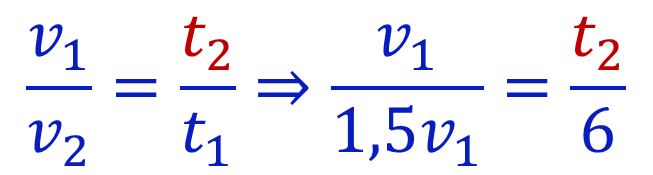 v₁/v₂ = t₂/t₁ ⇒ v₁/1,5v₁ = t₂/6